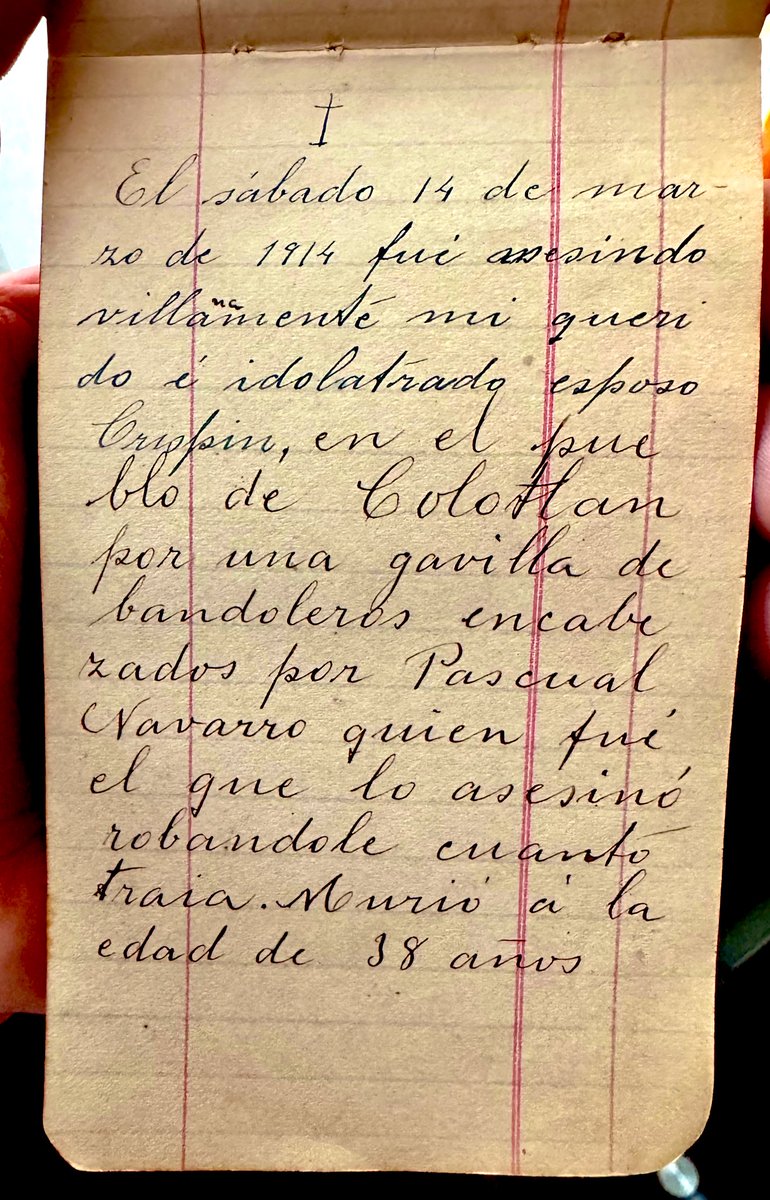 †
El sábado 14 de mar-
zo de 1914 fué asesindo
villanamente mi queri
do é idolatrado esposo
Crispin, en el pue
blo de Colotlan
por una gavilla de
bandoleros encabe
zados por Pascual
Navarro quien fué
el que lo asesinó
robandole cuanto
traia. Murió á la
edad de 38 años